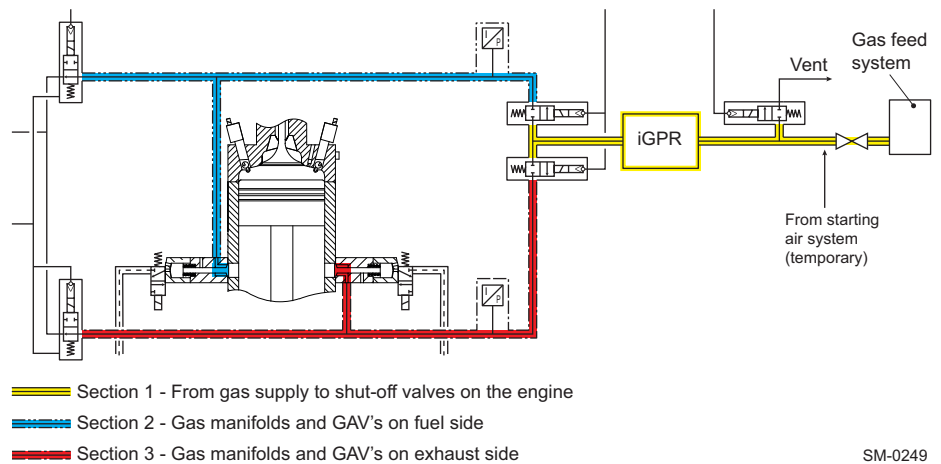 I
p
Gas feed
system
Vent
iGPR
From starting
air system
(temporary)
I
p
Section 1 - From gas supply to shut-off valves on the engine
Section 2 - Gas manifolds and GAV's on fuel side
Section 3 - Gas manifolds and GAV's on exhaust side
SM-0249